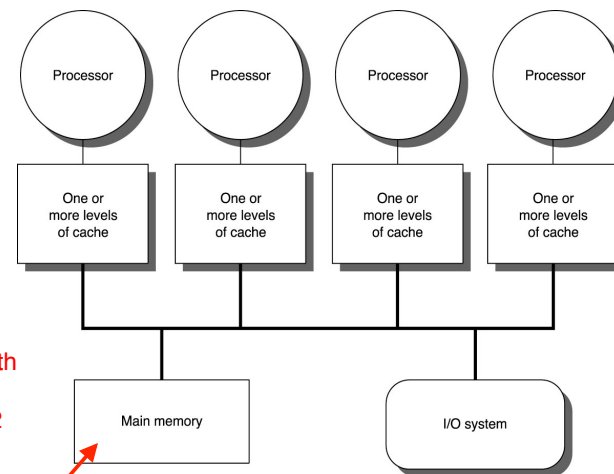 Processor Processor Processor Processor
One or One or One or One or
more levels more levels more levels more levels
of cache of cache of cache of cache
th
Main memory I/O system